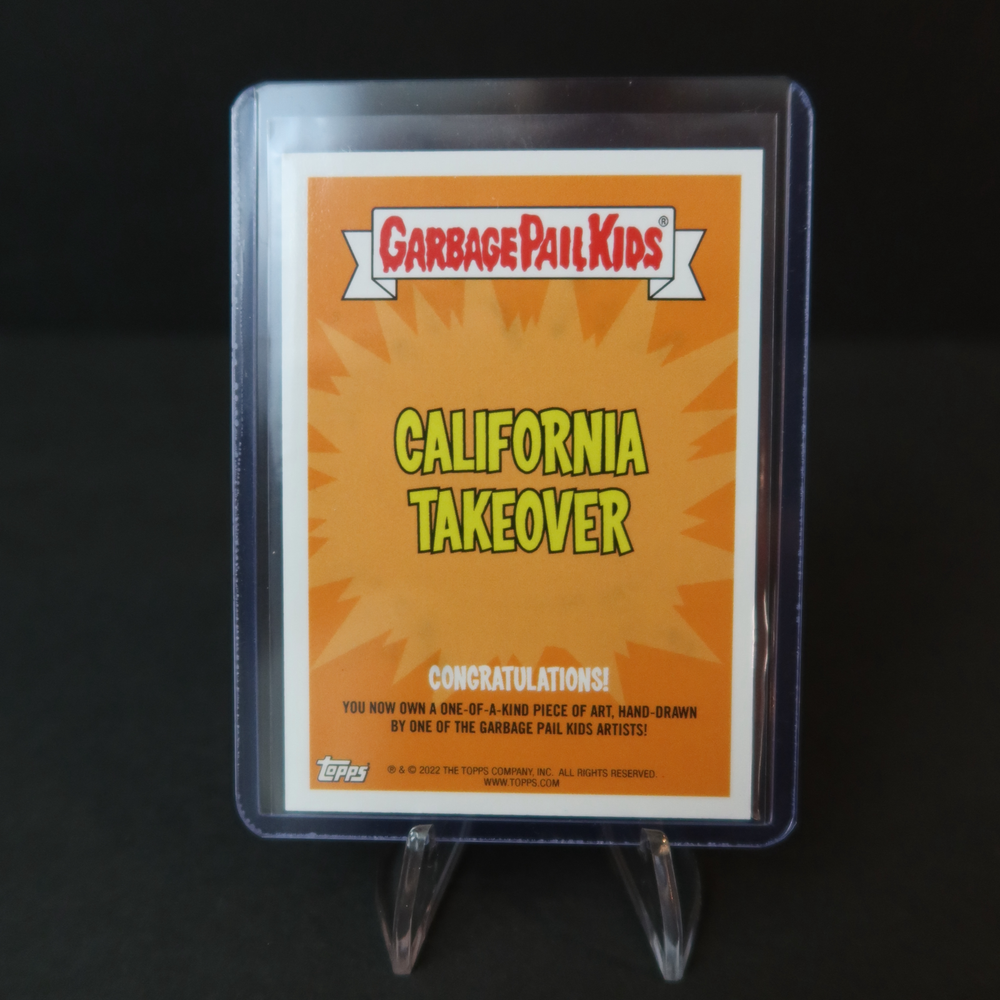 GARBAGE PAIL KIDS®
CALIFORNIA
TAKEOVER
CONGRATULATIONS!
YOU NOW OWN A ONE-OF-A-KIND PIECE OF ART, HAND-DRAWN
BY ONE OF THE GARBAGE PAIL KIDS ARTISTS!
topps ® & © 2022 THE TOPPS COMPANY, INC. ALL RIGHTS RESERVED.
WWW.TOPPS.COM